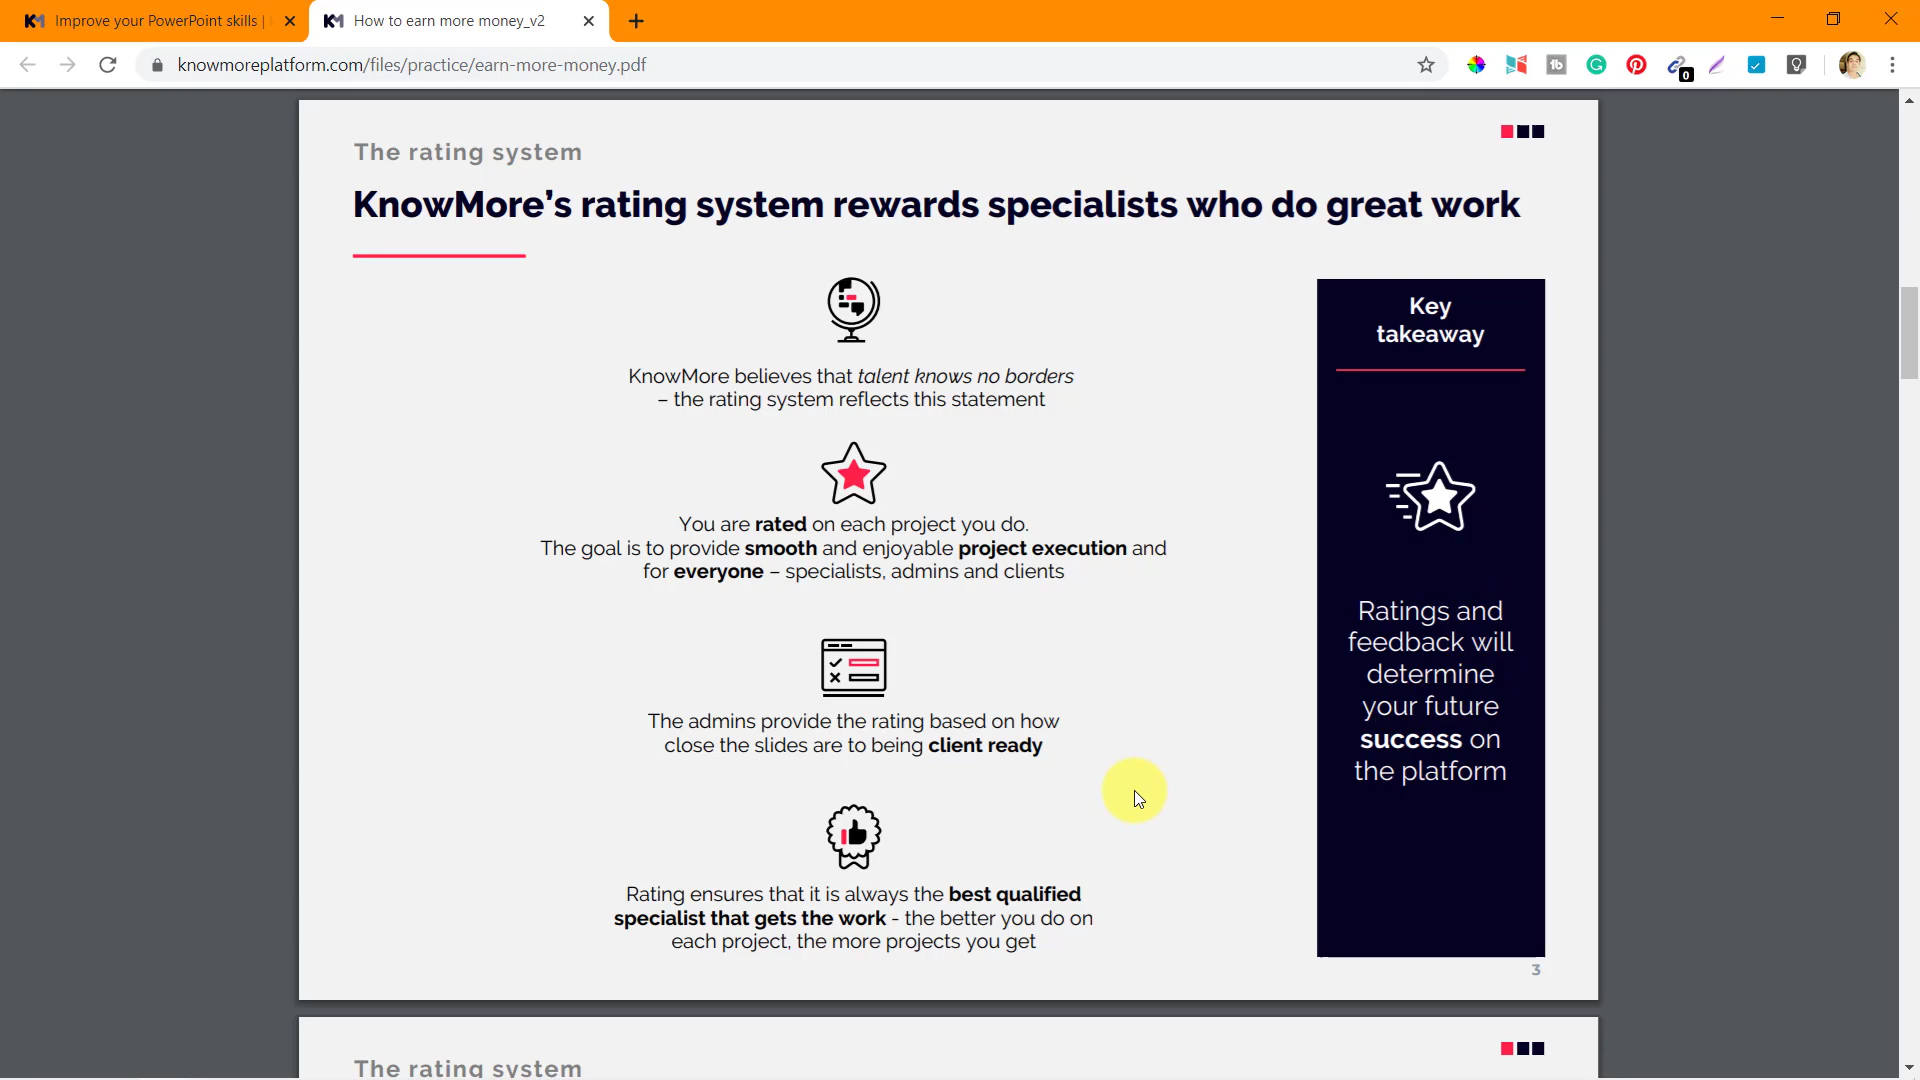 KM Improve your PowerPoint skills |
KM How to earn more money_v2
knowmoreplatform.com/files/practice/earn-more-money.pdf
tb
G
0
The rating system
KnowMore’s rating system rewards specialists who do great work
KnowMore believes that talent knows no borders
– the rating system reflects this statement
You are rated on each project you do.
The goal is to provide smooth and enjoyable project execution and
for everyone – specialists, admins and clients
The admins provide the rating based on how
close the slides are to being client ready
Rating ensures that it is always the best qualified
specialist that gets the work - the better you do on
each project, the more projects you get
Key
takeaway
Ratings and
feedback will
determine
your future
success on
the platform
3
The rating system